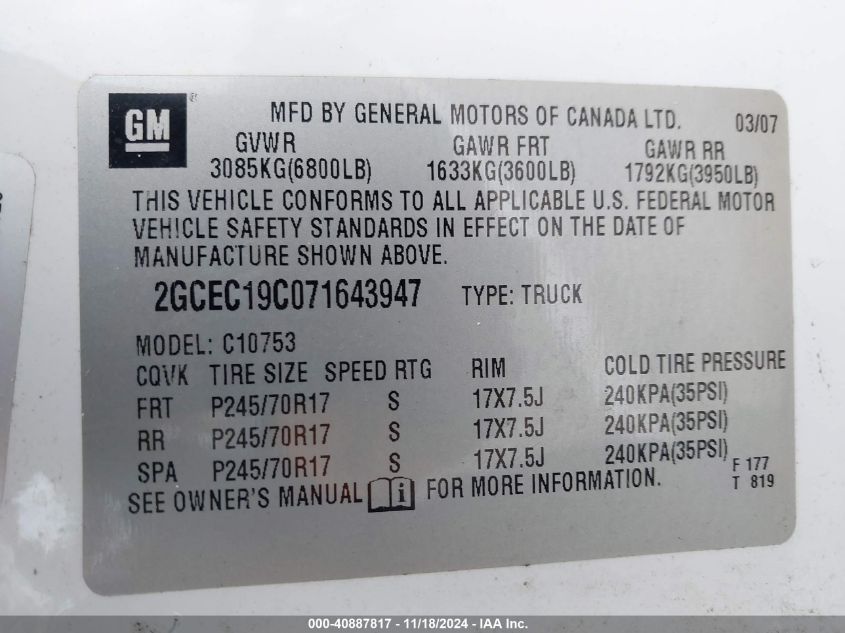 GM ®
MFD BY GENERAL MOTORS OF CANADA LTD. 03/07
GVWR GAWR FRT GAWR RR
3085KG(6800LB) 1633KG(3600LB) 1792KG(3950LB)
THIS VEHICLE CONFORMS TO ALL APPLICABLE U.S. FEDERAL MOTOR
VEHICLE SAFETY STANDARDS IN EFFECT ON THE DATE OF
MANUFACTURE SHOWN ABOVE.
2GCEC19C071643947 TYPE: TRUCK
MODEL: C10753
CQVK TIRE SIZE SPEED RTG RIM COLD TIRE PRESSURE
FRT P245/70R17 S 17X7.5J 240KPA(35PSI)
RR P245/70R17 S 17X7.5J 240KPA(35PSI)
SPA P245/70R17 S 17X7.5J 240KPA(35PSI)
F 177
SEE OWNER'S MANUAL i FOR MORE INFORMATION. T 819
000-40887817 - 11/18/2024 - IAA Inc.